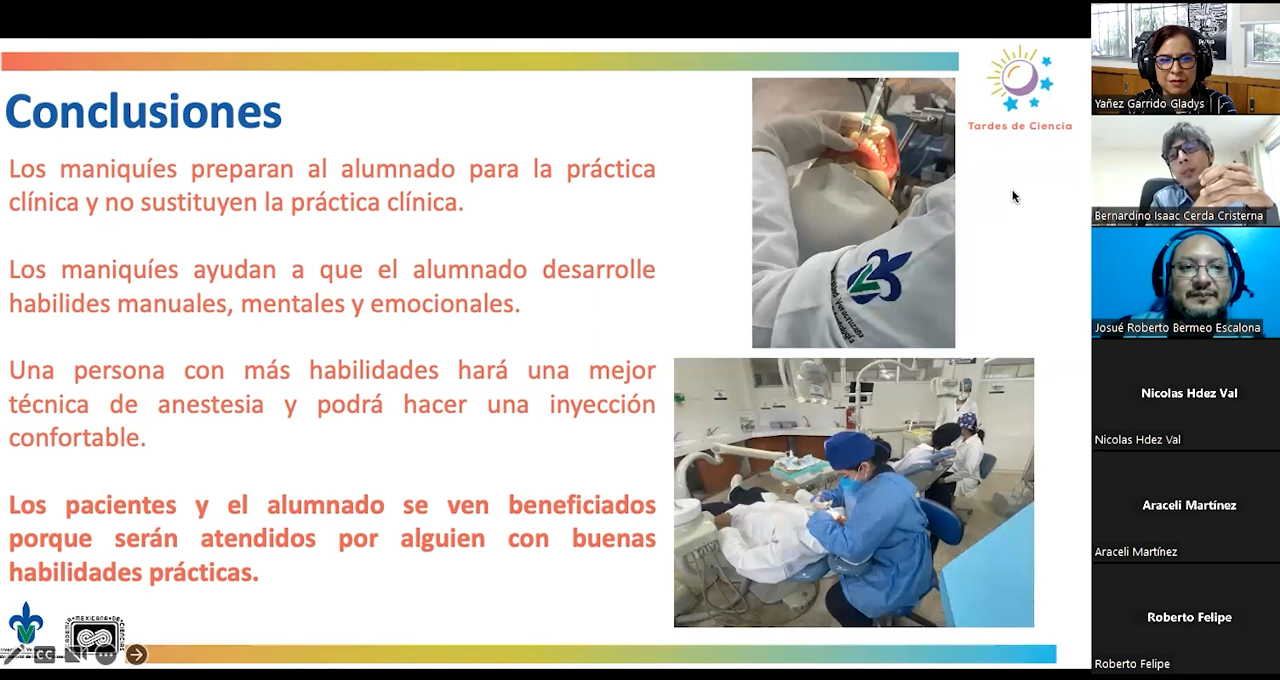 Conclusiones
Los maniquíes preparan al alumnado para la práctica
clínica y no sustituyen la práctica clínica.
Los maniquíes ayudan a que el alumnado desarrolle
habilides manuales, mentales y emocionales.
Una persona con más habilidades hará una mejor
técnica de anestesia y podrá hacer una inyección
confortable.
Los pacientes y el alumnado se ven beneficiados
porque serán atendidos por alguien con buenas
habilidades prácticas.
Tardes de Ciencia
Veracruzana
CC
Yañez Garrido Gladys
Bernardino Isaac Cerda Cristerna
Josué Roberto Bermeo Escalona
Nicolas Hdez Val
Nicolas Hdez Val
Araceli Martínez
Araceli Martínez
Roberto Felipe
Roberto Felipe